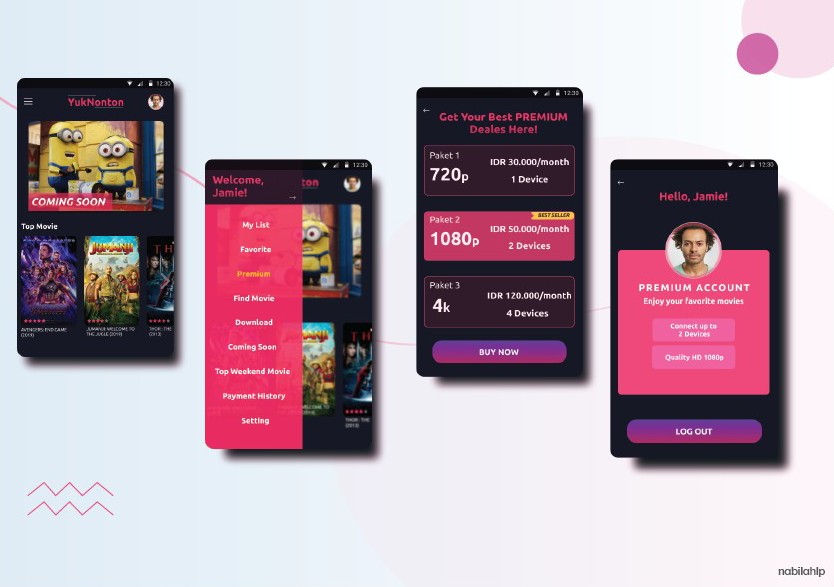 12:30
YukNonton
COMING SOON
Top Movie
AVENGERS: END GAME
(2019)
JUMANJI: WELCOME TO
THE JUGLE (2019)
THOR : THE
(2013)
12:30
Welcome,
Jamie!
→
My List
Favorite
Premium
Find Movie
Download
Coming Soon
Top Weekend Movie
Payment History
Setting
12:30
←
Get Your Best PREMIUM
Deales Here!
Paket 1
720p
IDR 30.000/month
1 Device
BEST SELLER
Paket 2
1080p
IDR 50.000/month
2 Devices
Paket 3
4k
IDR 120.000/month
4 Devices
BUY NOW
12:30
←
Hello, Jamie!
PREMIUM ACCOUNT
Enjoy your favorite movies
Connect up to
2 Devices
Quality HD 1080p
LOG OUT
nabilahlp